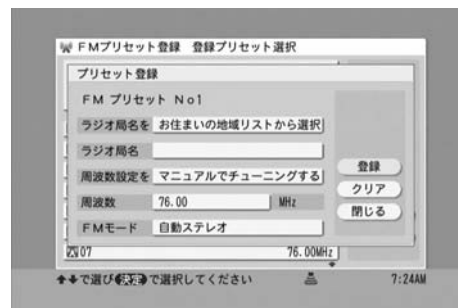 FMプリセット登録 登録プリセット選択
プリセット登録
FM プリセット No1
ラジオ局名を お住まいの地域リストから選択
ラジオ局名
周波数設定を マニュアルでチューニングする
周波数 76.00 MHz
FMモード 自動ステレオ
登録
クリア
閉じる
07 76.00MHz
で選び決定で選択してください 7:24AM